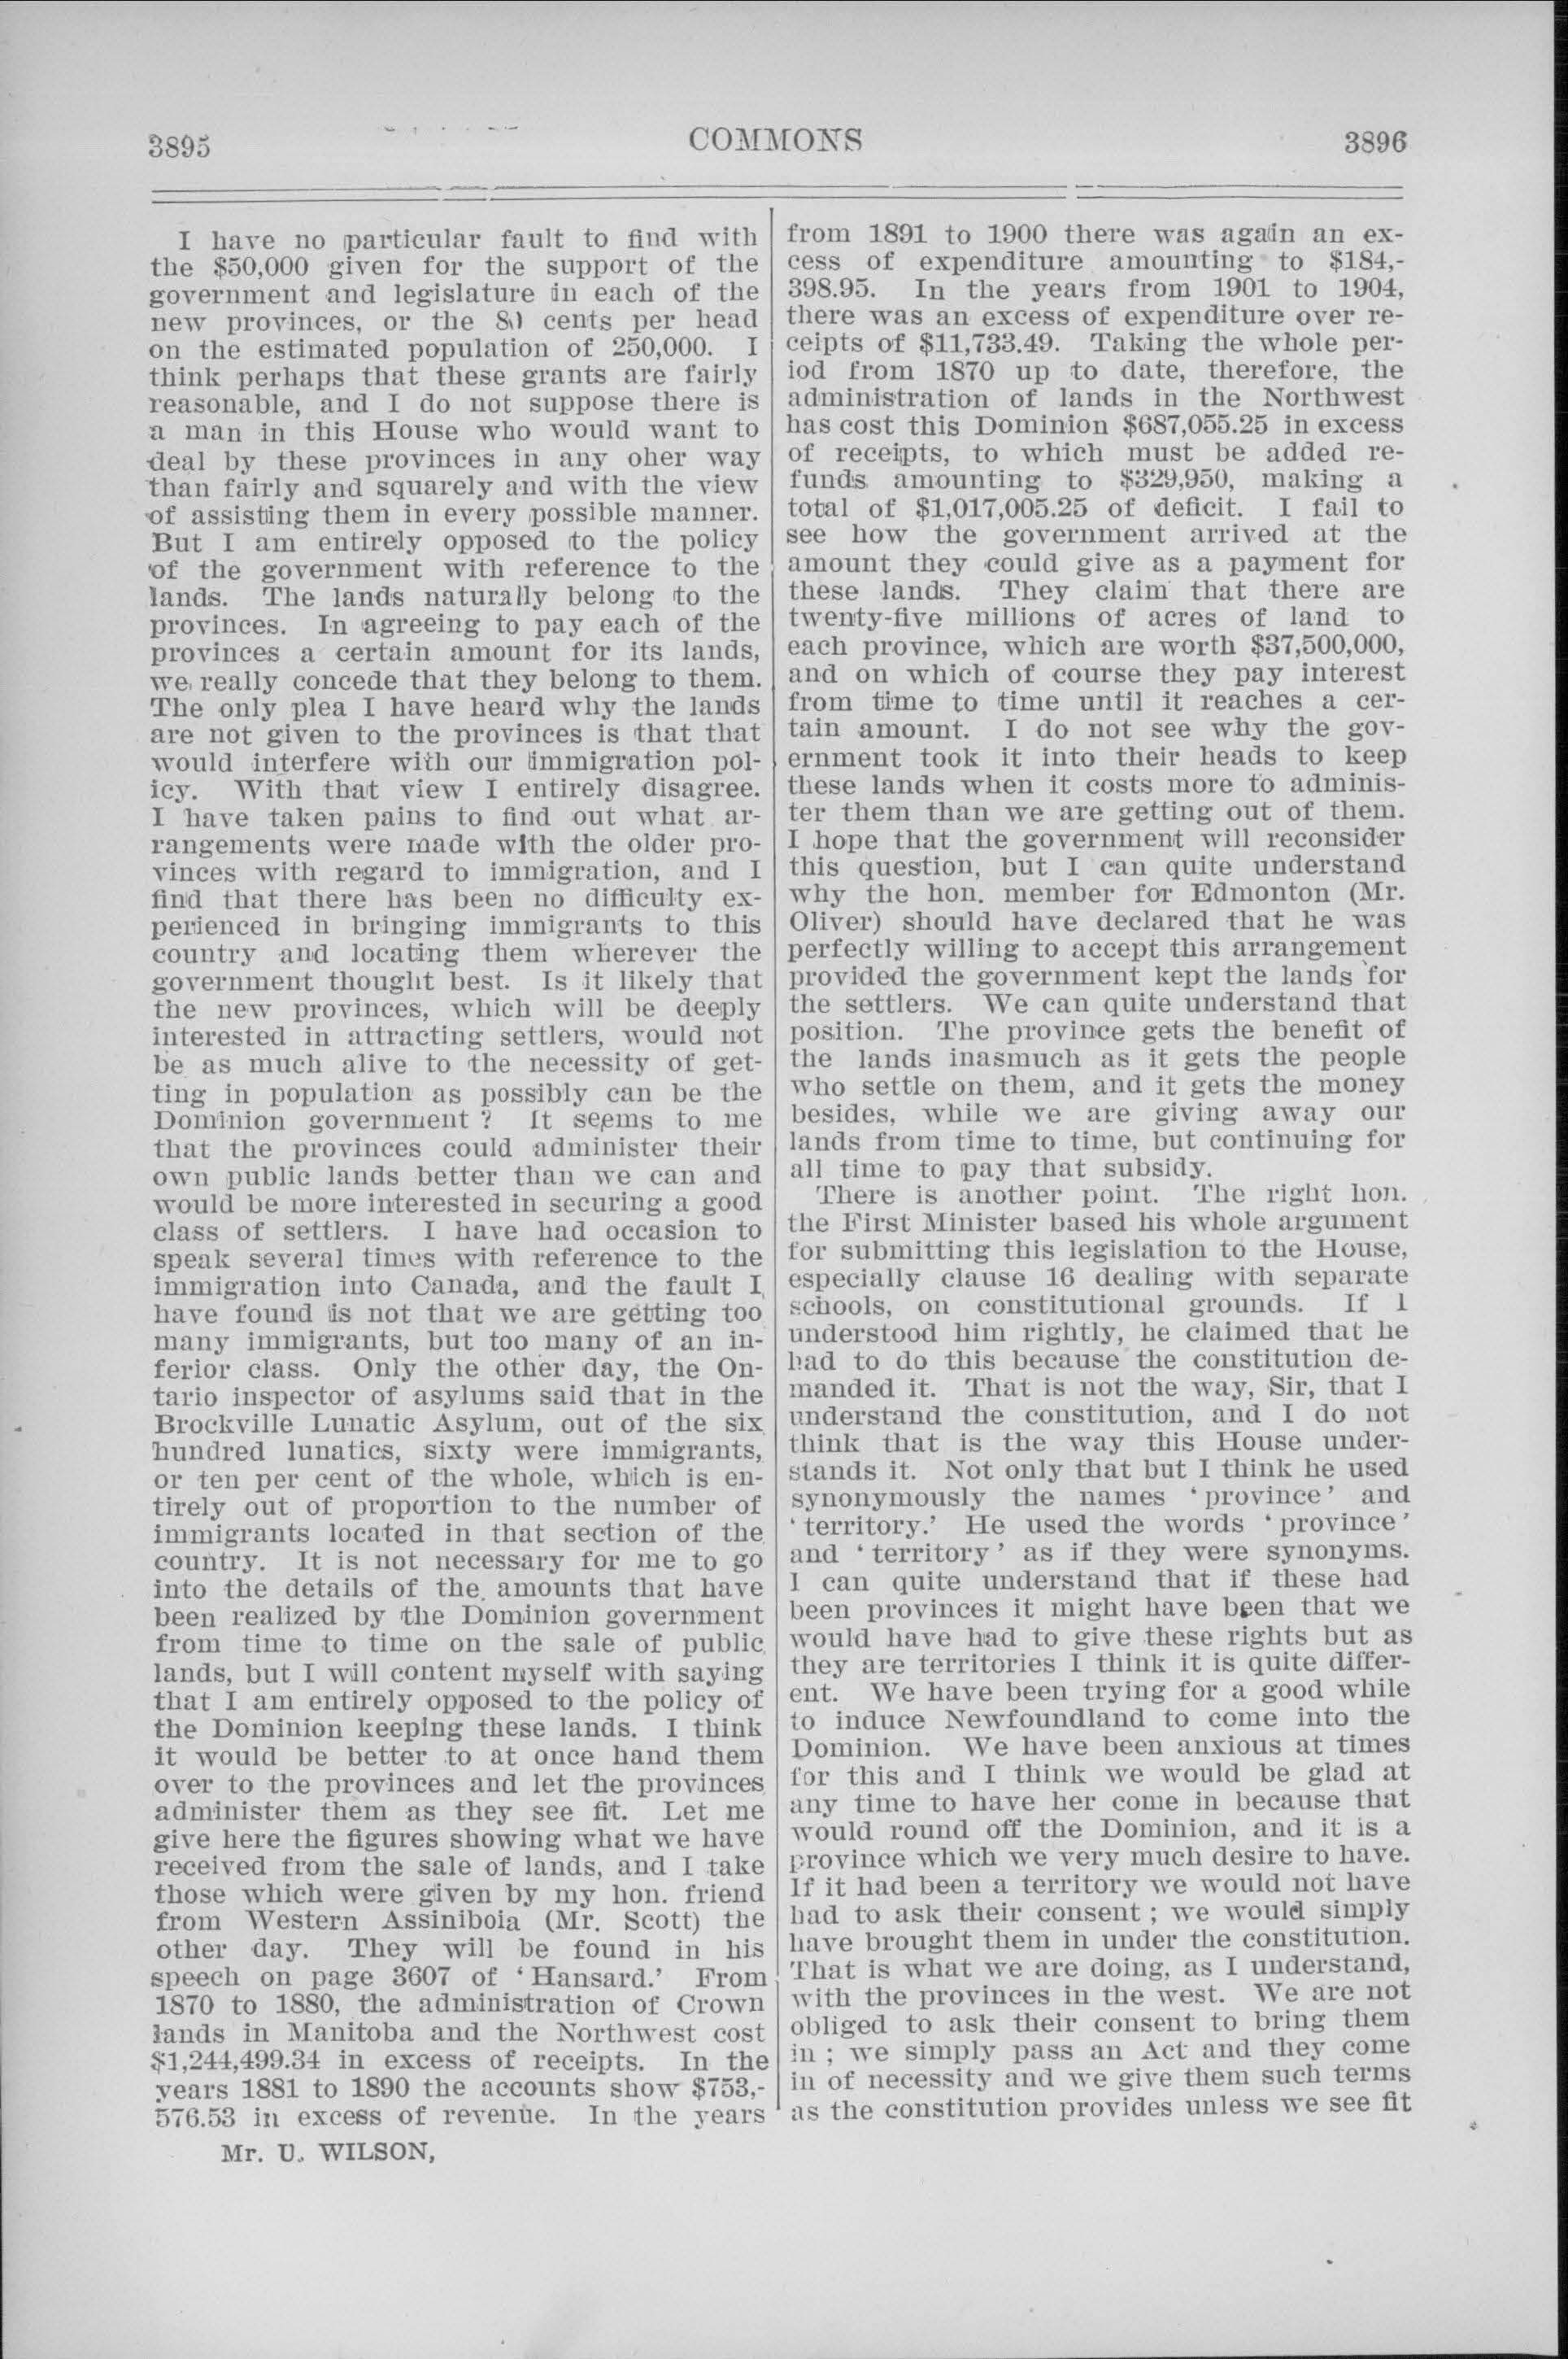 3895
COMMONS
3896
I have no particular fault to find with
the $50,000 given for the support of the
government and legislature in each of the
new provinces, or the 80 cents per head
on the estimated population of 250,000. I
think perhaps that these grants are fairly
reasonable, and I do not suppose there is
a man in this House who would want to
deal by these provinces in any oher way
than fairly and squarely and with the view
of assisting them in every possible manner.
But I am entirely opposed to the policy
of the government with reference to the
lands. The lands naturally belong to the
provinces. In agreeing to pay each of the
provinces a certain amount for its lands,
we really concede that they belong to them.
The only plea I have heard why the lands
are not given to the provinces is that that
would interfere with our immigration pol-
icy. With that view I entirely disagree.
I have taken pains to find out what ar-
rangements were made with the older pro-
vinces with regard to immigration, and I
find that there has been no difficulty ex-
perienced in bringing immigrants to this
country and locating them wherever the
government thought best. Is it likely that
the new provinces, which will be deeply
interested in attracting settlers, would not
be as much alive to the necessity of get-
ting in population as possibly can be the
Dominion government ? It seems to me
that the provinces could administer their
own public lands better than we can and
would be more interested in securing a good
class of settlers. I have had occasion to
speak several times with reference to the
immigration into Canada, and the fault I
have found is not that we are getting too
many immigrants, but too many of an in-
ferior class. Only the other day, the On-
tario inspector of asylums said that in the
Brockville Lunatic Asylum, out of the six
hundred lunatics, sixty were immigrants,
or ten per cent of the whole, which is en-
tirely out of proportion to the number of
immigrants located in that section of the
country. It is not necessary for me to go
into the details of the amounts that have
been realized by the Dominion government
from time to time on the sale of public
lands, but I will content myself with saying
that I am entirely opposed to the policy of
the Dominion keeping these lands. I think
it would be better to at once hand them
over to the provinces and let the provinces
administer them as they see fit. Let me
give here the figures showing what we have
received from the sale of lands, and I take
those which were given by my hon. friend
from Western Assiniboia (Mr. Scott) the
other day. They will be found in his
speech on page 3607 of ‘ Hansard.’ From
1870 to 1880, the administration of Crown
lands in Manitoba and the Northwest cost
$1,244,499.34 in excess of receipts. In the
years 1881 to 1890 the accounts show $753,-
576.53 in excess of revenue. In the years
Mr. U. WILSON,
from 1891 to 1900 there was again an ex-
cess of expenditure amounting to $184,-
398.95. In the years from 1901 to 1904,
there was an excess of expenditure over re-
ceipts of $11,733.49. Taking the whole per-
iod from 1870 up to date, therefore, the
administration of lands in the Northwest
has cost this Dominion $687,055.25 in excess
of receipts, to which must be added re-
funds amounting to $329,950, making a
total of $1,017,005.25 of deficit. I fail to
see how the government arrived at the
amount they could give as a payment for
these lands. They claim that there are
twenty-five millions of acres of land to
each province, which are worth $37,500,000,
and on which of course they pay interest
from time to time until it reaches a cer-
tain amount. I do not see why the gov-
ernment took it into their heads to keep
these lands when it costs more to adminis-
ter them than we are getting out of them.
I hope that the government will reconsider
this question, but I can quite understand
why the hon. member for Edmonton (Mr.
Oliver) should have declared that he was
perfectly willing to accept this arrangement
provided the government kept the lands for
the settlers. We can quite understand that
position. The province gets the benefit of
the lands inasmuch as it gets the people
who settle on them, and it gets the money
besides, while we are giving away our
lands from time to time, but continuing for
all time to pay that subsidy.
There is another point. The right hon.
the First Minister based his whole argument
for submitting this legislation to the House,
especially clause 16 dealing with separate
schools, on constitutional grounds. If I
understood him rightly, he claimed that he
had to do this because the constitution de-
manded it. That is not the way, Sir, that I
understand the constitution, and I do not
think that is the way this House under-
stands it. Not only that but I think he used
synonymously the names ‘ province ’ and
‘ territory.’ He used the words ‘ province ’
and ‘ territory ’ as if they were synonyms.
I can quite understand that if these had
been provinces it might have been that we
would have had to give these rights but as
they are territories I think it is quite differ-
ent. We have been trying for a good while
to induce Newfoundland to come into the
Dominion. We have been anxious at times
for this and I think we would be glad at
any time to have her come in because that
would round off the Dominion, and it is a
province which we very much desire to have.
If it had been a territory we would not have
had to ask their consent ; we would simply
have brought them in under the constitution.
That is what we are doing, as I understand,
with the provinces in the west. We are not
obliged to ask their consent to bring them
in ; we simply pass an Act and they come
in of necessity and we give them such terms
as the constitution provides unless we see fit